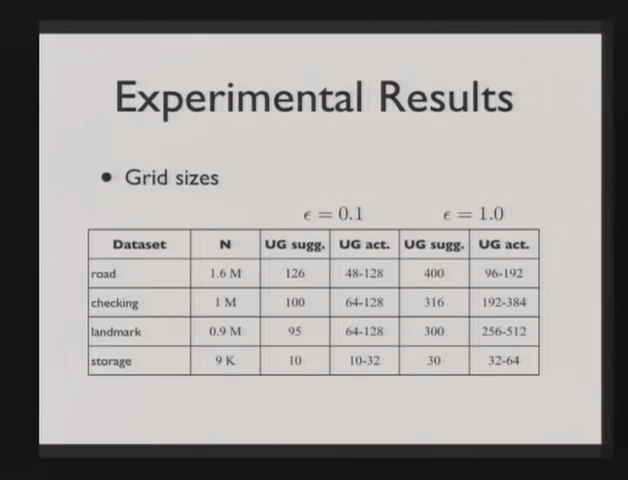 Experimental Results
• Grid sizes
ϵ = 0.1 ϵ = 1.0
Dataset N UG sugg. UG act. UG sugg. UG act.
road 1.6 M 126 48-128 400 96-192
checking 1 M 100 64-128 316 192-384
landmark 0.9 M 95 64-128 300 256-512
storage 9 K 10 10-32 30 32-64